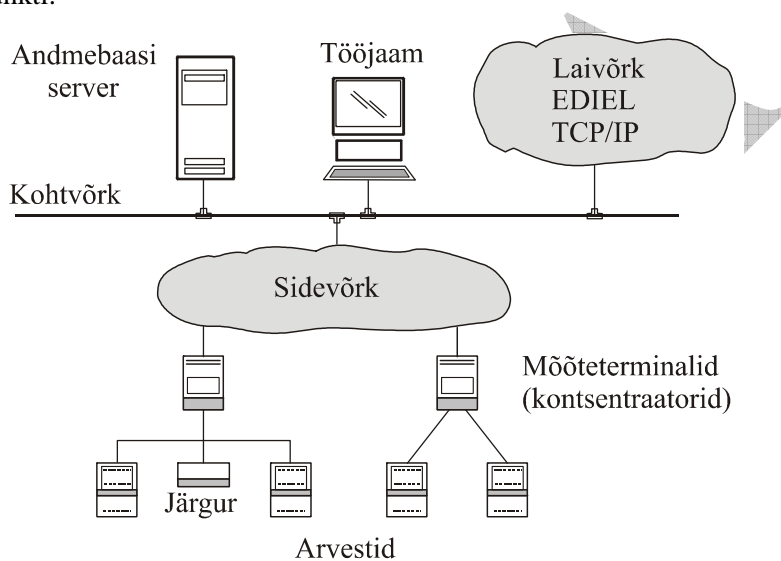 Andmebaasi
server
Tööjaam
Laivõrk
EDIEL
TCP/IP
Kohtvõrk
Sidevõrk
Mõõteterminalid
(kontsentraatorid)
Järgur
Arvestid